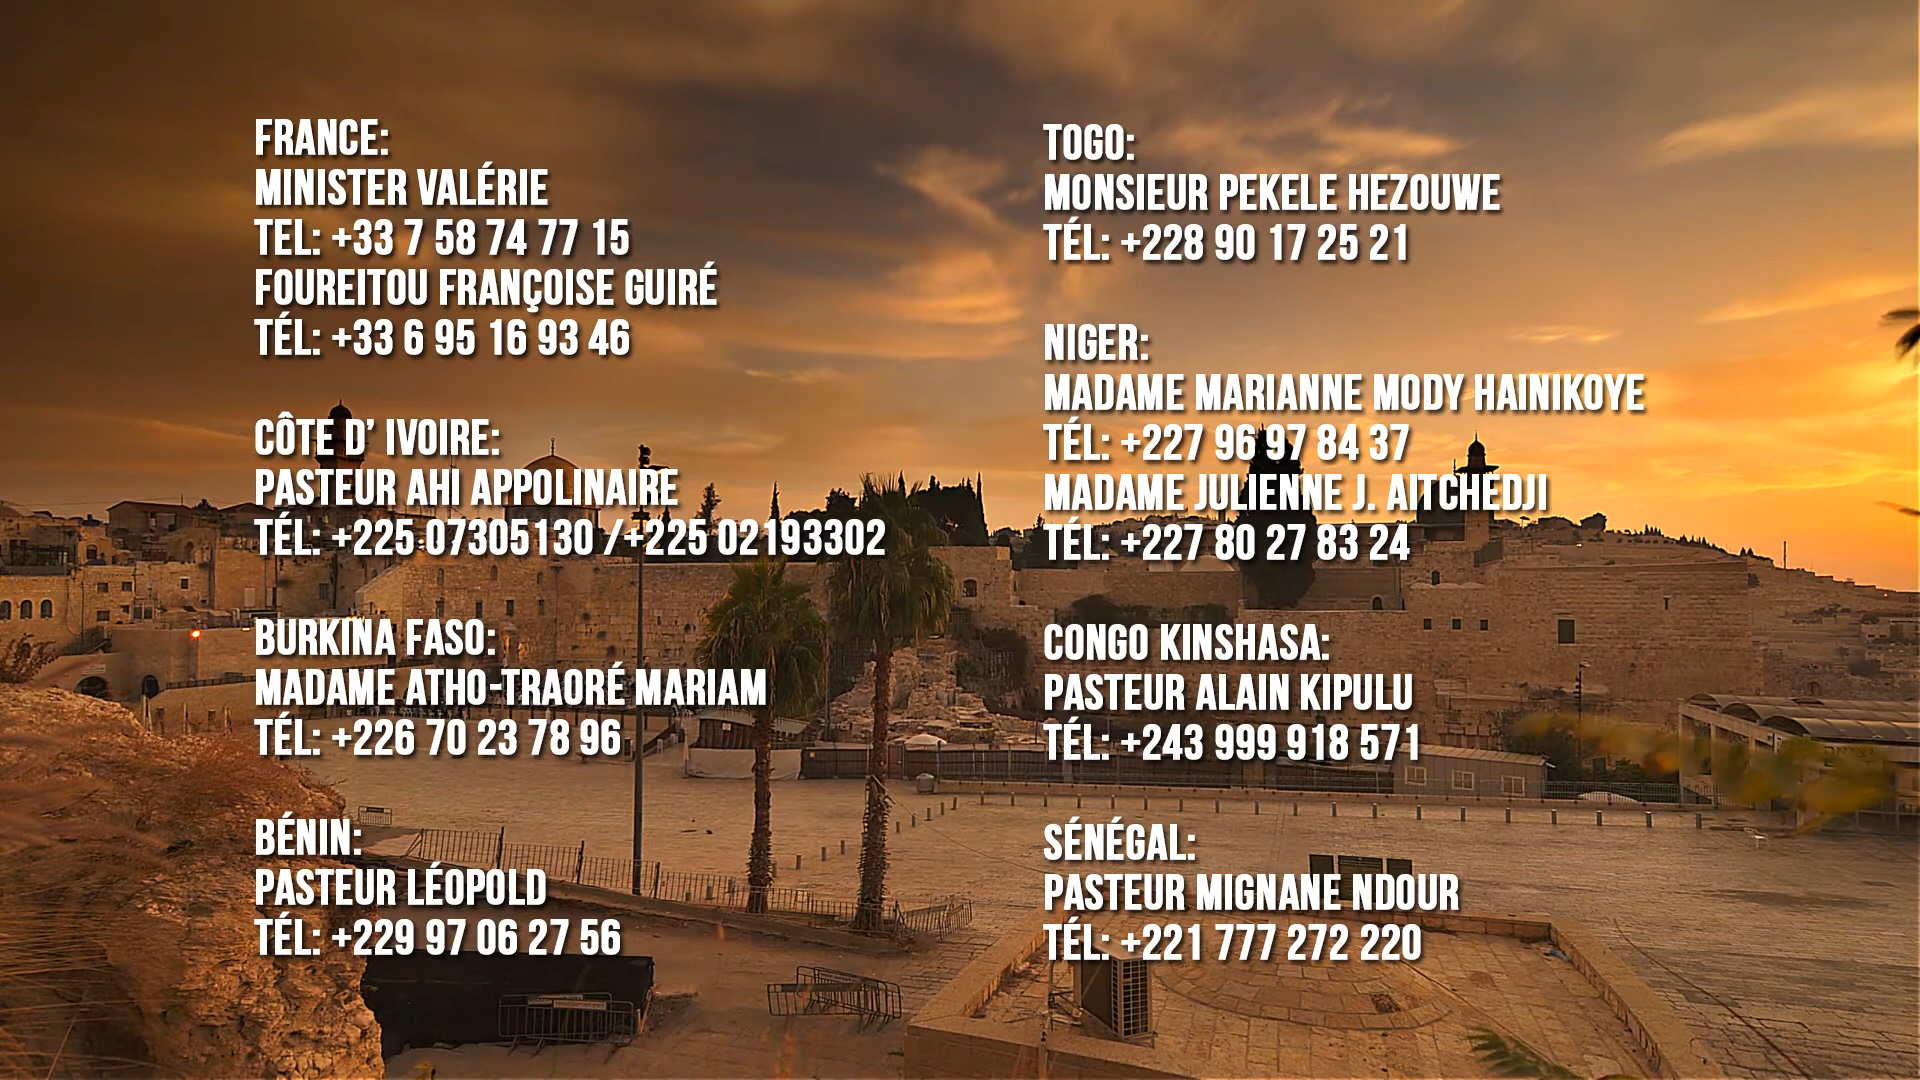 FRANCE:
MINISTER VALÉRIE
TEL: +33 7 58 74 77 15
FOUREITOU FRANÇOISE GUIRÉ
TÉL: +33 6 95 16 93 46
CÔTE D’ IVOIRE:
PASTEUR AHI APPOLINAIRE
TÉL: +225 07305130 /+225 02193302
BURKINA FASO:
MADAME ATHO-TRAORÉ MARIAM
TÉL: +226 70 23 78 96
BÉNIN:
PASTEUR LÉOPOLD
TÉL: +229 97 06 27 56
TOGO:
MONSIEUR PEKELE HEZOUWE
TÉL: +228 90 17 25 21
NIGER:
MADAME MARIANNE MODY HAINIKOYE
TÉL: +227 96 97 84 37
MADAME JULIENNE J. AITCHEDJI
TÉL: +227 80 27 83 24
CONGO KINSHASA:
PASTEUR ALAIN KIPULU
TÉL: +243 999 918 571
SÉNÉGAL:
PASTEUR MIGNANE NDOUR
TÉL: +221 777 272 220